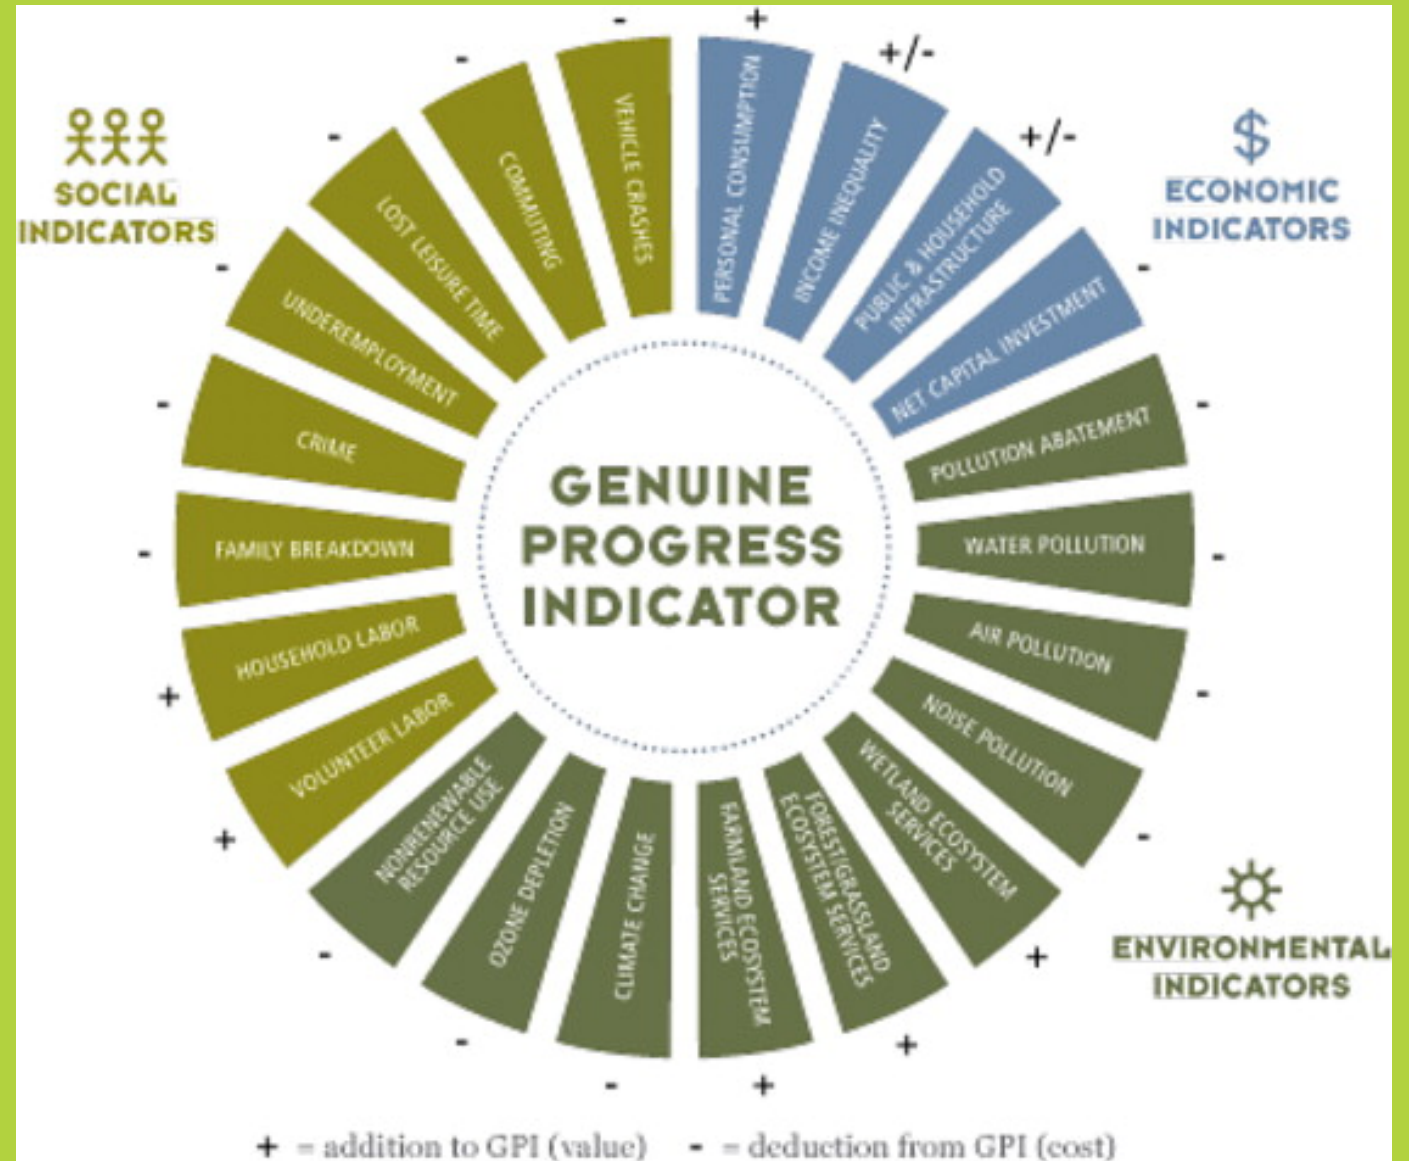 SOCIAL
INDICATORS
$
ECONOMIC
INDICATORS
ENVIRONMENTAL
INDICATORS
GENUINE
PROGRESS
INDICATOR
+
PERSONAL CONSUMPTION
+/-
INCOME INEQUALITY
+/-
PUBLIC & HOUSEHOLD
INFRASTRUCTURE
-
NET CAPITAL INVESTMENT
-
POLLUTION ABATEMENT
-
WATER POLLUTION
-
AIR POLLUTION
-
NOISE POLLUTION
+
WETLAND ECOSYSTEM
SERVICES
+
FOREST/GRASSLAND
ECOSYSTEM SERVICES
+
FARMLAND ECOSYSTEM
SERVICES
-
CLIMATE CHANGE
-
OZONE DEPLETION
-
NONRENEWABLE
RESOURCE USE
+
VOLUNTEER LABOR
+
HOUSEHOLD LABOR
-
FAMILY BREAKDOWN
-
CRIME
-
UNDEREMPLOYMENT
-
LOST LEISURE TIME
-
COMMUTING
-
VEHICLE CRASHES
+ = addition to GPI (value) - = deduction from GPI (cost)